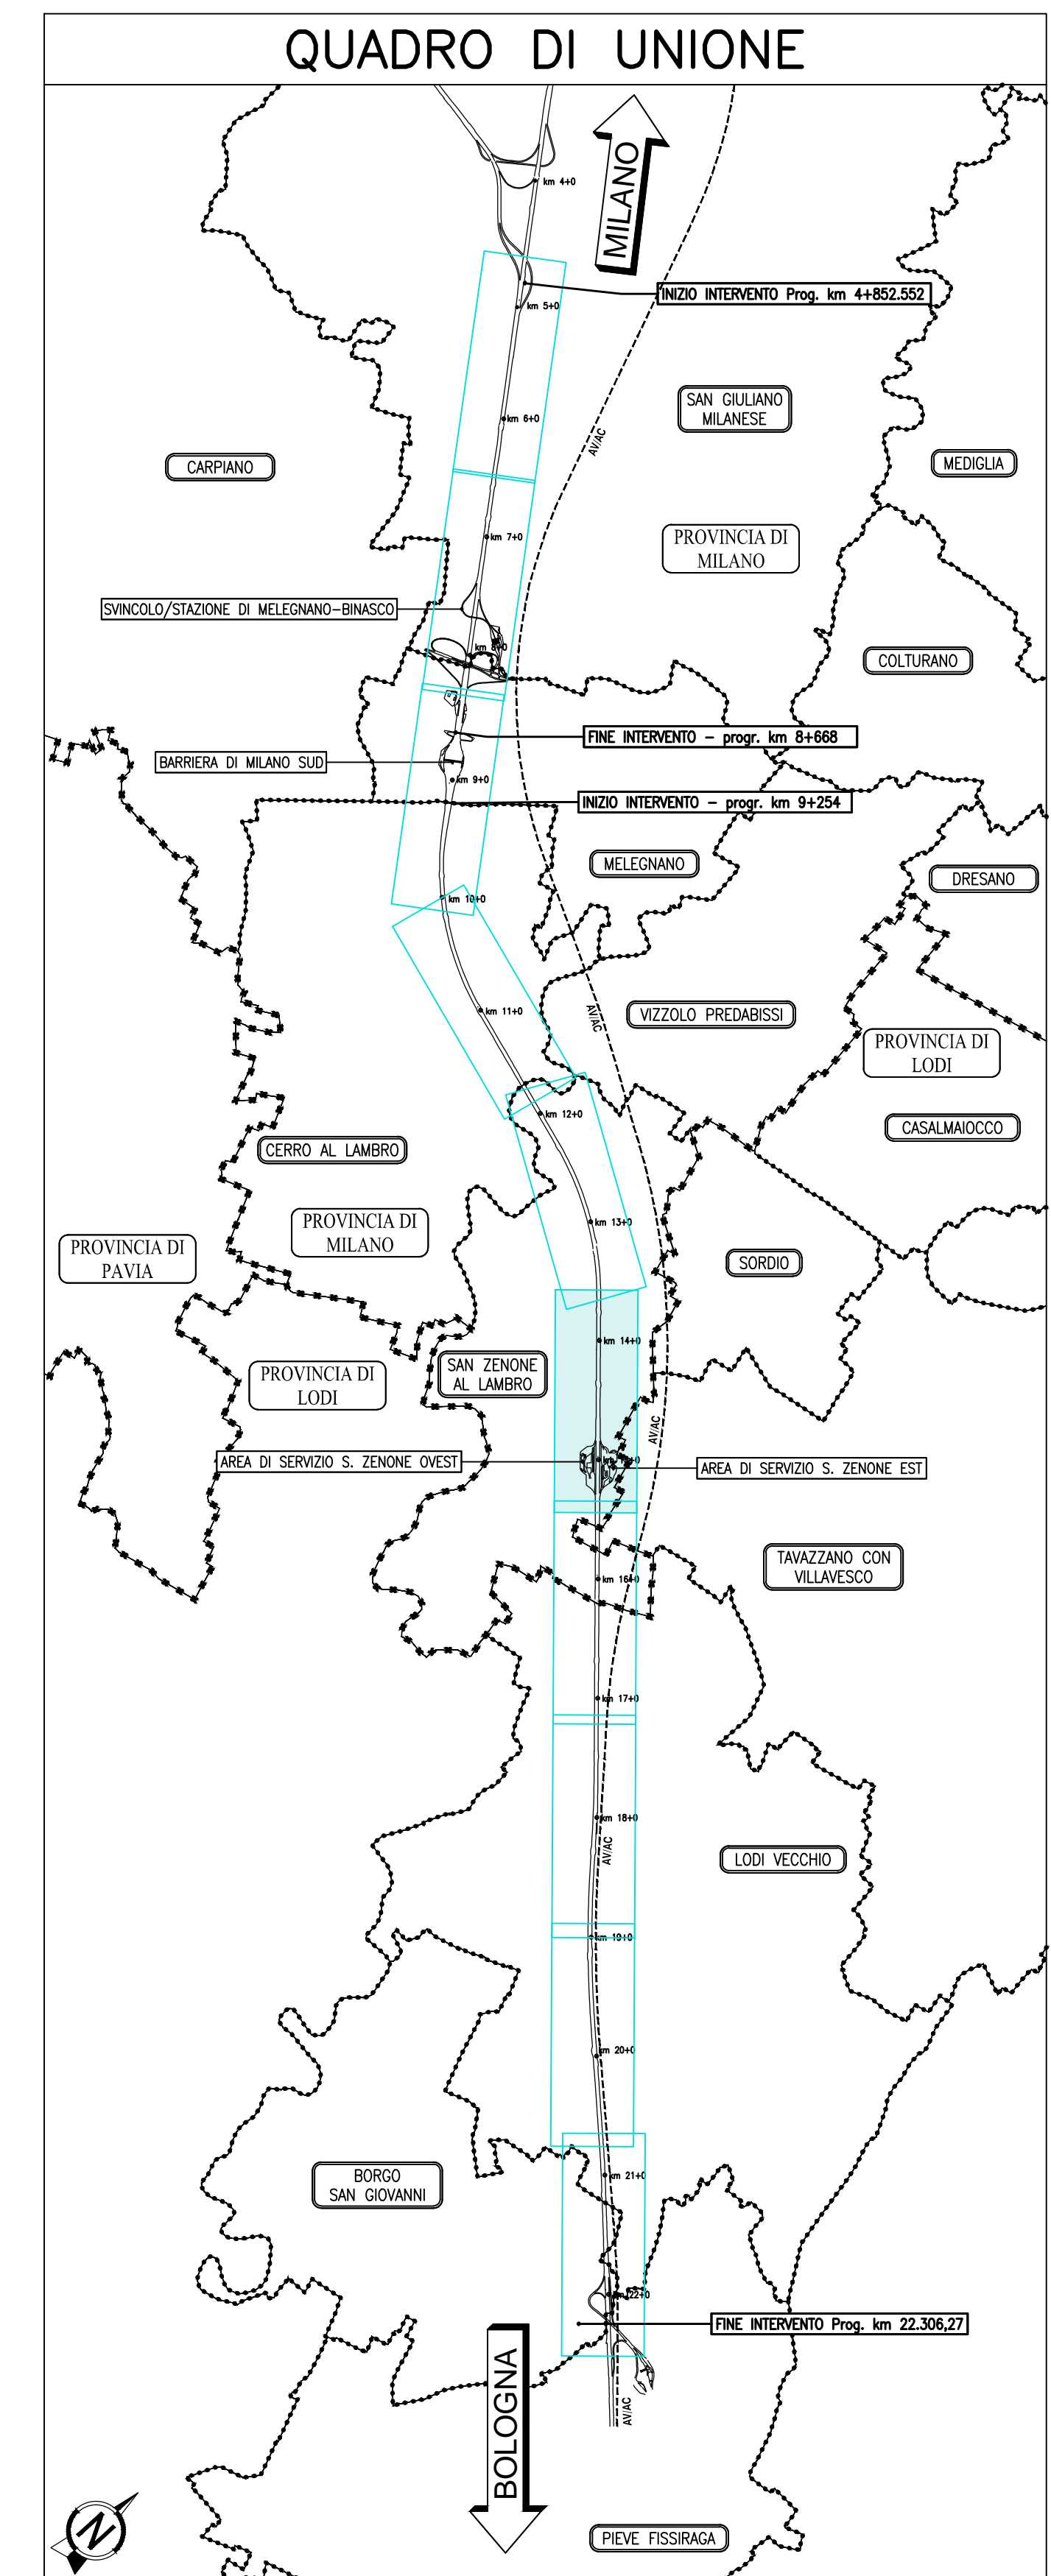 QUADRO DI UNIONE
MILANO
km 4+0
INIZIO INTERVENTO Prog. km 4+852.552
km 5+0
SAN GIULIANO
MILANESE
km 6+0
AV/AC
CARPIANO
MEDIGLIA
PROVINCIA DI
MILANO
km 7+0
SVINCOLO/STAZIONE DI MELEGNANO-BINASCO
km 8+0
COLTURANO
FINE INTERVENTO - progr. km 8+668
BARRIERA DI MILANO SUD
km 9+0
INIZIO INTERVENTO - progr. km 9+254
MELEGNANO
DRESANO
km 10+0
km 11+0
AV/AC
VIZZOLO PREDABISSI
PROVINCIA DI
LODI
km 12+0
CASALMAIOCCO
CERRO AL LAMBRO
PROVINCIA DI
MILANO
km 13+0
PROVINCIA DI
PAVIA
SORDIO
km 14+0
SAN ZENONE
AL LAMBRO
PROVINCIA DI
LODI
AV/AC
AREA DI SERVIZIO S. ZENONE OVEST
AREA DI SERVIZIO S. ZENONE EST
TAVAZZANO CON
VILLAVESCO
km 16+0
km 17+0
km 18+0
AV/AC
LODI VECCHIO
km 19+0
km 20+0
km 21+0
BORGO
SAN GIOVANNI
km 22+0
FINE INTERVENTO Prog. km 22.306,27
BOLOGNA
AV/AC
N
PIEVE FISSIRAGA